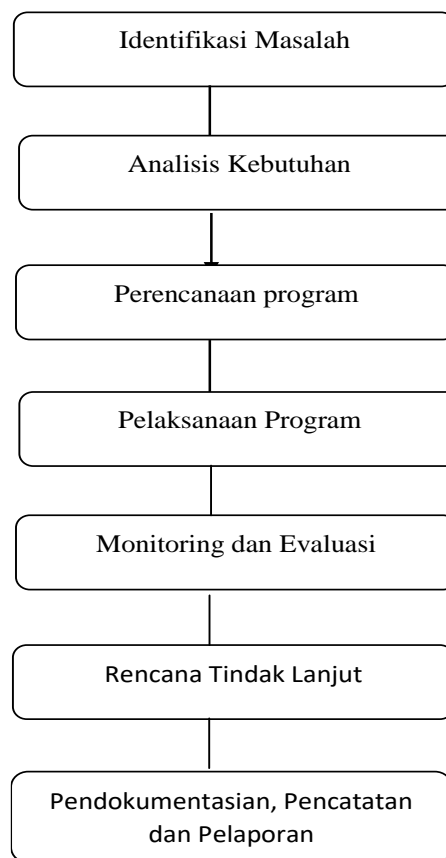 Identifikasi Masalah
Analisis Kebutuhan
Perencanaan program
Pelaksanaan Program
Monitoring dan Evaluasi
Rencana Tindak Lanjut
Pendokumentasian, Pencatatan
dan Pelaporan